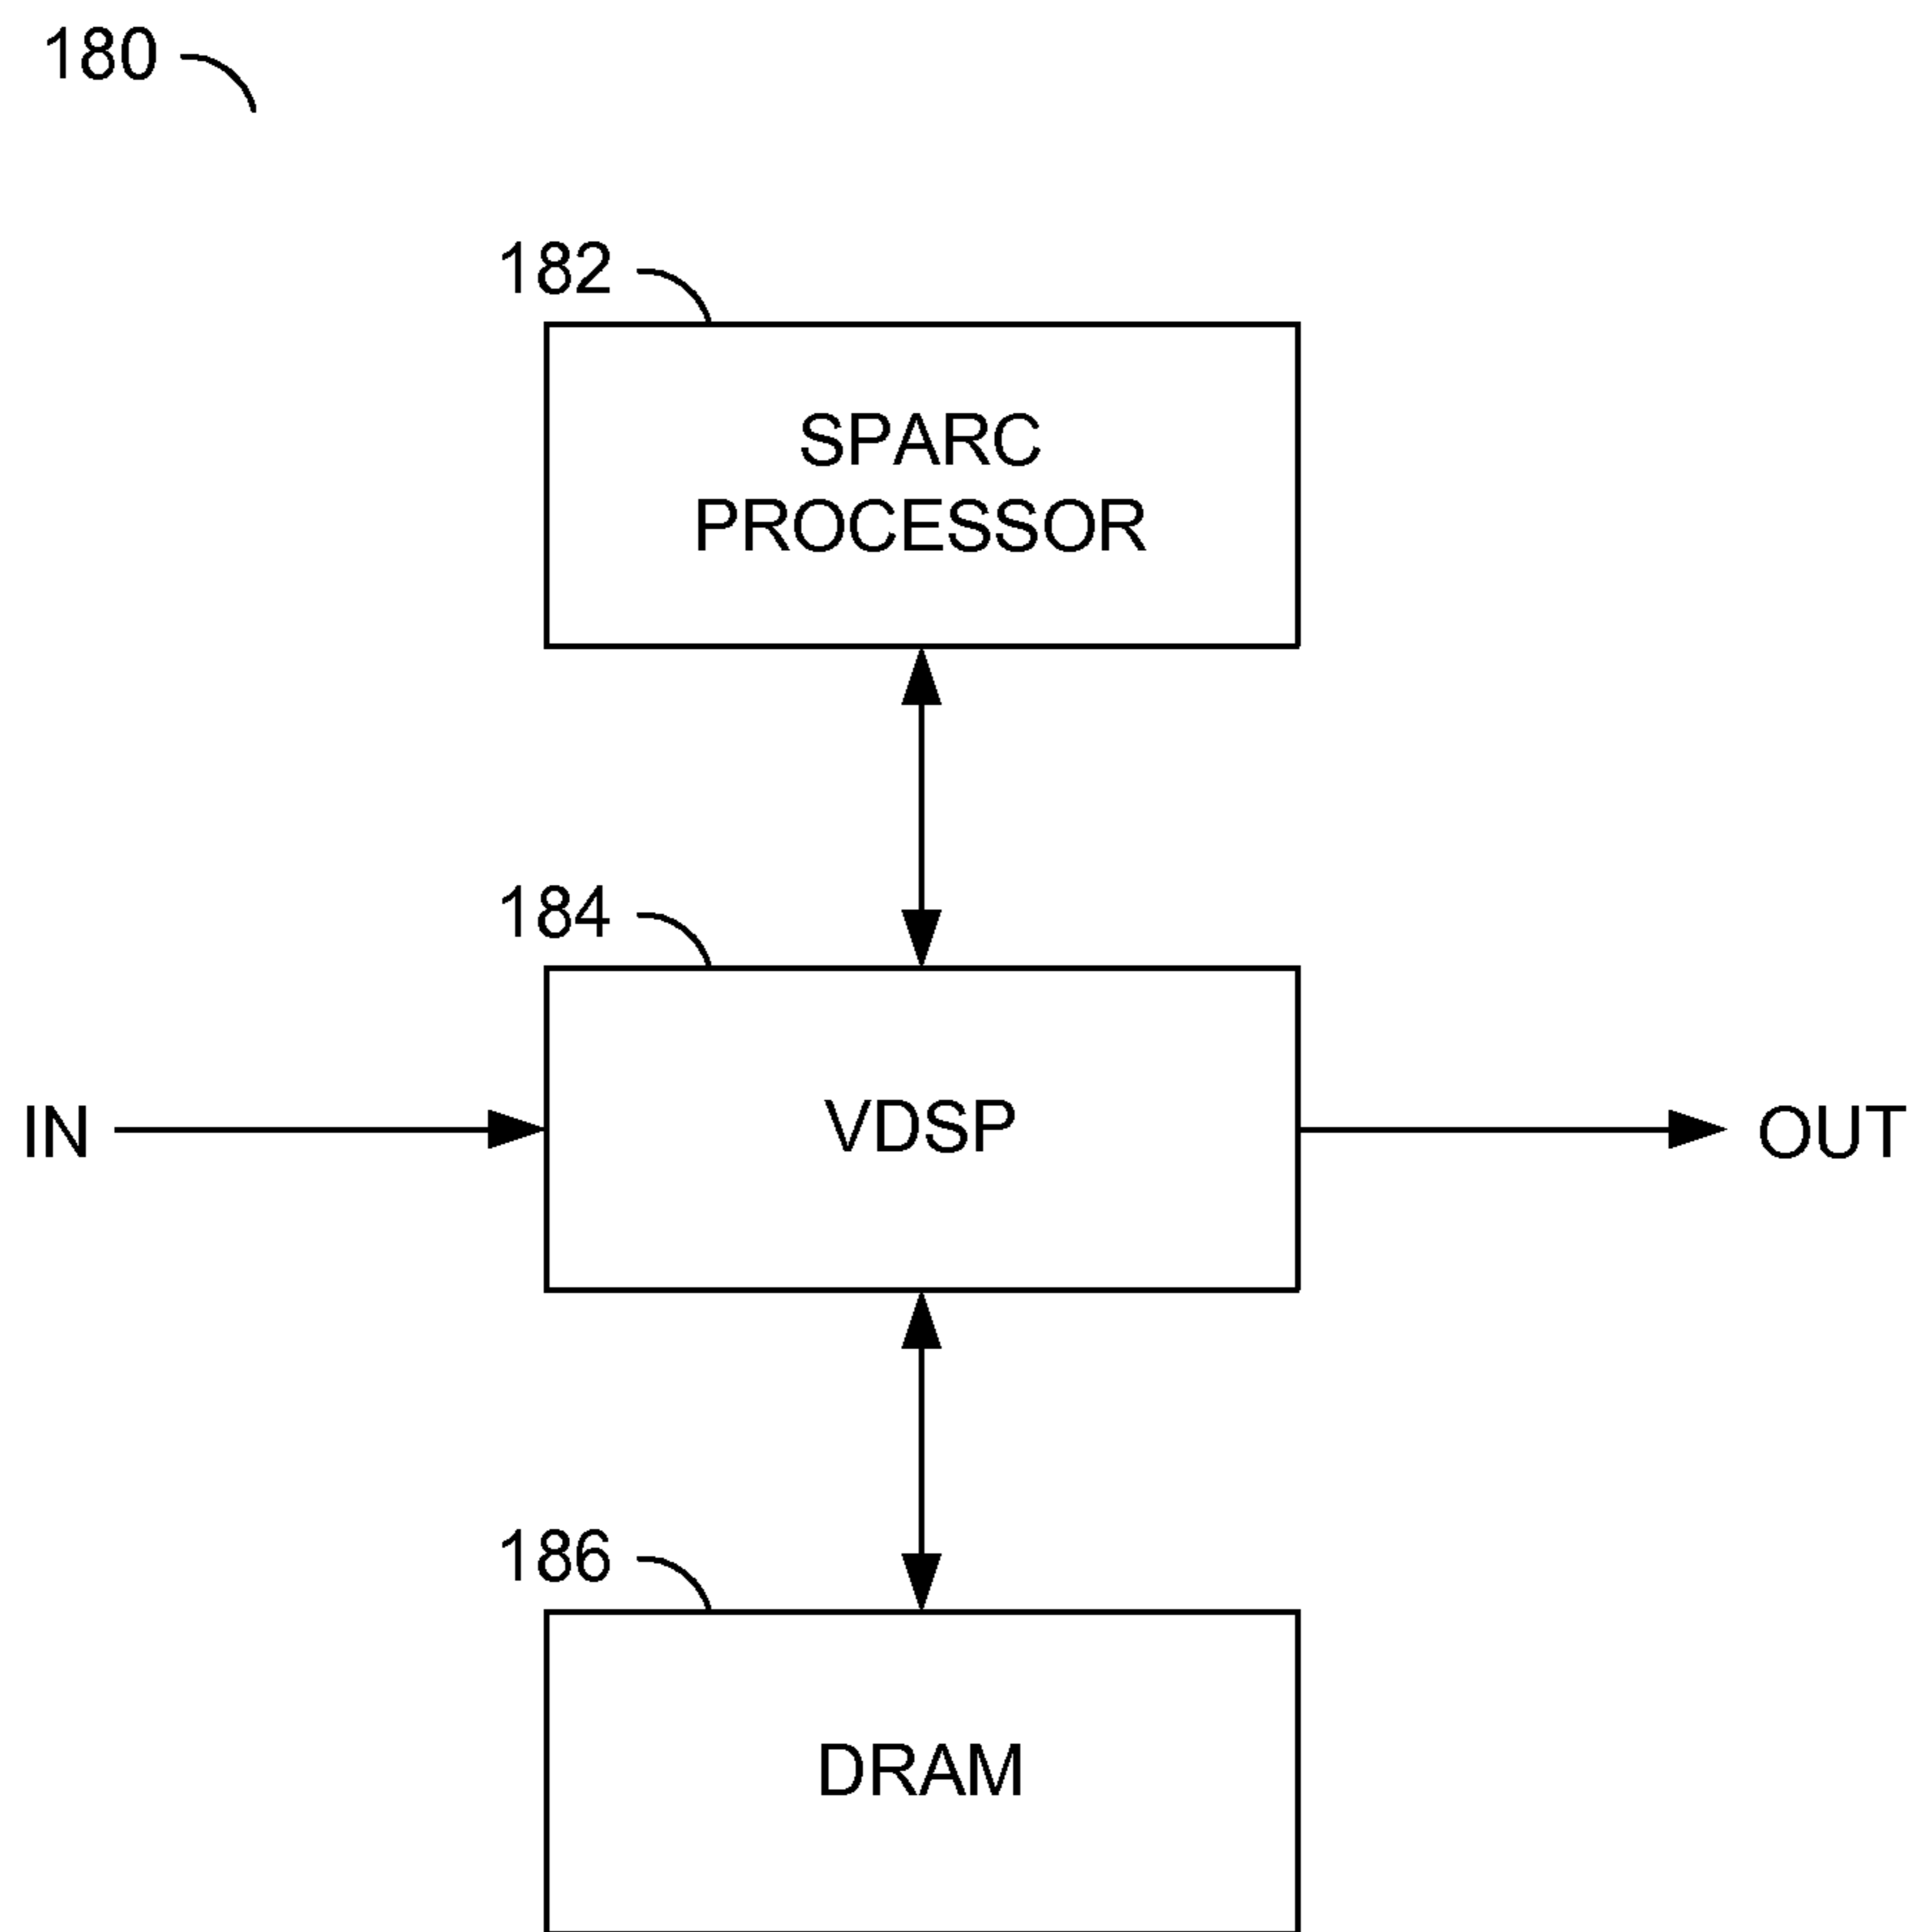 180
182
SPARC
PROCESSOR
184
IN
VDSP
OUT
186
DRAM